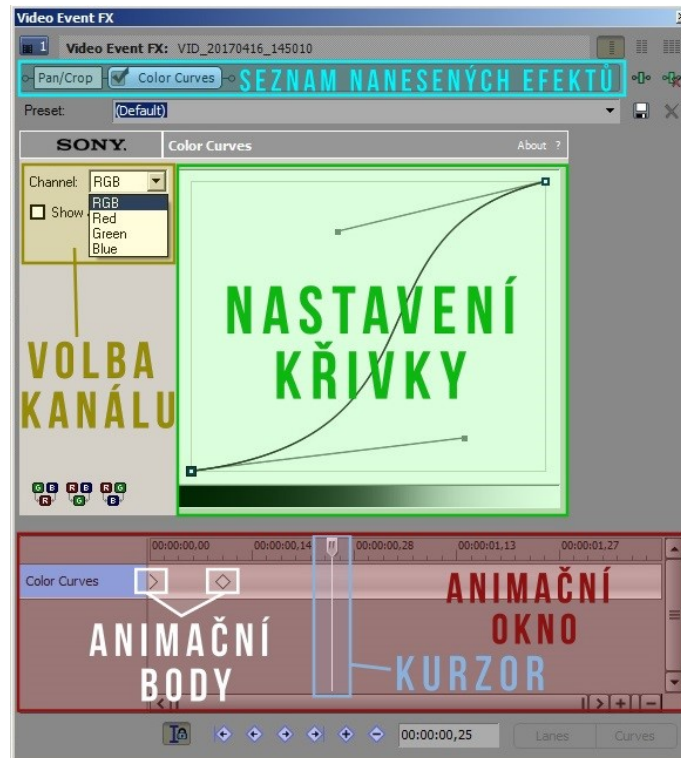 Video Event FX
1 Video Event FX: VID_20170416_145010
Pan/Crop Color Curves SEZNAM NANESENÝCH EFEKTŮ
Preset: (Default)
SONY. Color Curves About ?
Channel: RGB
RGB
Show
Red
Green
Blue
NASTAVENÍ
KŘIVKY
VOLBA
KANÁLU
G B R B R G
R G B
00:00:00,00 00:00:00,14 00:00:00,28 00:00:01,13 00:00:01,27
Color Curves
ANIMAČNÍ
OKNO
ANIMAČNÍ
BODY
KURZOR
00:00:00,25 Lanes Curves